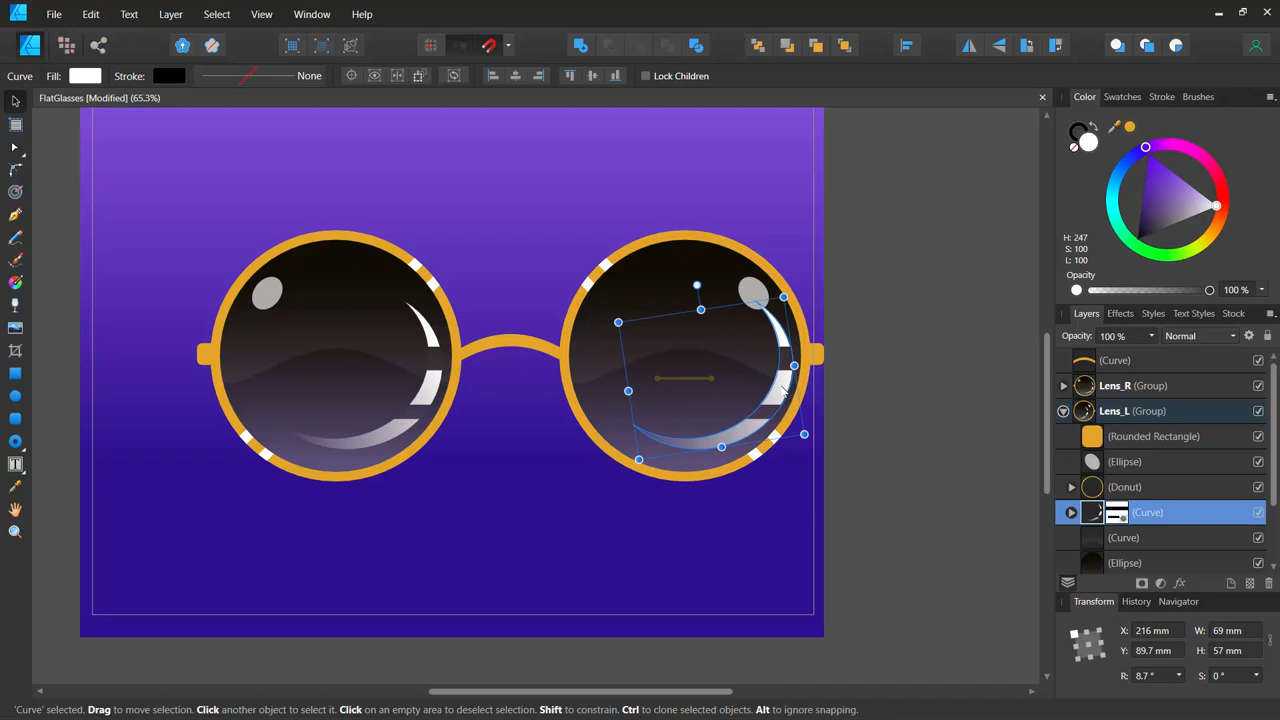 File Edit Text Layer Select View Window Help
Curve Fill: Stroke: None Lock Children
FlatGlasses [Modified] (65.3%)
Color Swatches Stroke Brushes
H: 247
S: 100
L: 100
Opacity
100 %
Layers Effects Styles Text Styles Stock
Opacity: 100 % Normal
(Curve)
Lens_R (Group)
Lens_L (Group)
(Rounded Rectangle)
(Ellipse)
(Donut)
(Curve)
(Curve)
(Ellipse)
fx
Transform History Navigator
X: 216 mm W: 69 mm
Y: 89.7 mm H: 57 mm
R: 8.7 ° S: 0 °
'Curve' selected. Drag to move selection. Click another object to select it. Click on an empty area to deselect selection. Shift to constrain. Ctrl to clone selected objects. Alt to ignore snapping.